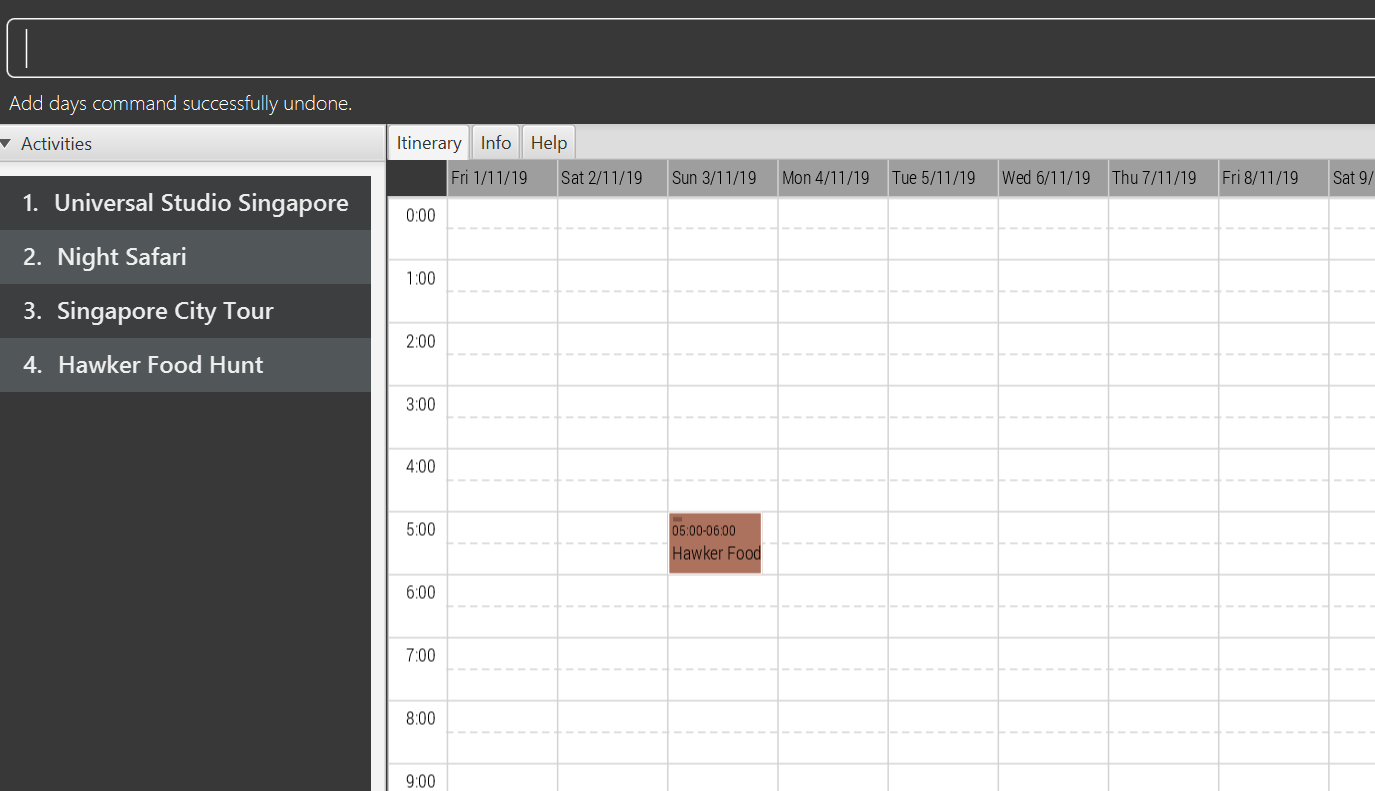 Add days command successfully undone.
Activities
1. Universal Studio Singapore
2. Night Safari
3. Singapore City Tour
4. Hawker Food Hunt
Itinerary Info Help
Fri 1/11/19 Sat 2/11/19 Sun 3/11/19 Mon 4/11/19 Tue 5/11/19 Wed 6/11/19 Thu 7/11/19 Fri 8/11/19 Sat 9/
0:00
1:00
2:00
3:00
4:00
5:00
05:00-06:00
Hawker Food
6:00
7:00
8:00
9:00